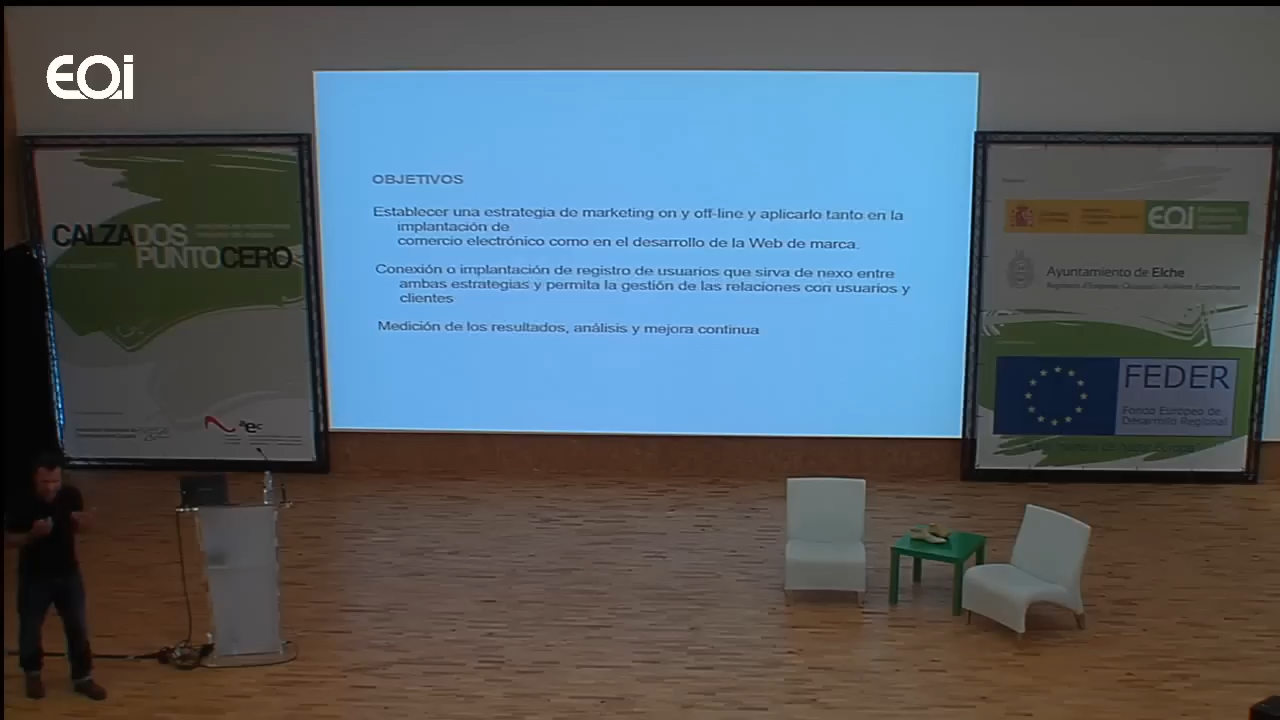 EOi
OBJETIVOS
Establecer una estrategia de marketing on y off-line y aplicarlo tanto en la
implantación de
comercio electrónico como en el desarrollo de la Web de marca.
Conexión o implantación de registro de usuarios que sirva de nexo entre
ambas estrategias y permita la gestión de las relaciones con usuarios y
clientes
Medición de los resultados, análisis y mejora continua
CALZADOS
PUNTOCERO
aec
EOi
Ayuntamiento de Elche
FEDER
Fondo Europeo de
Desarrollo Regional